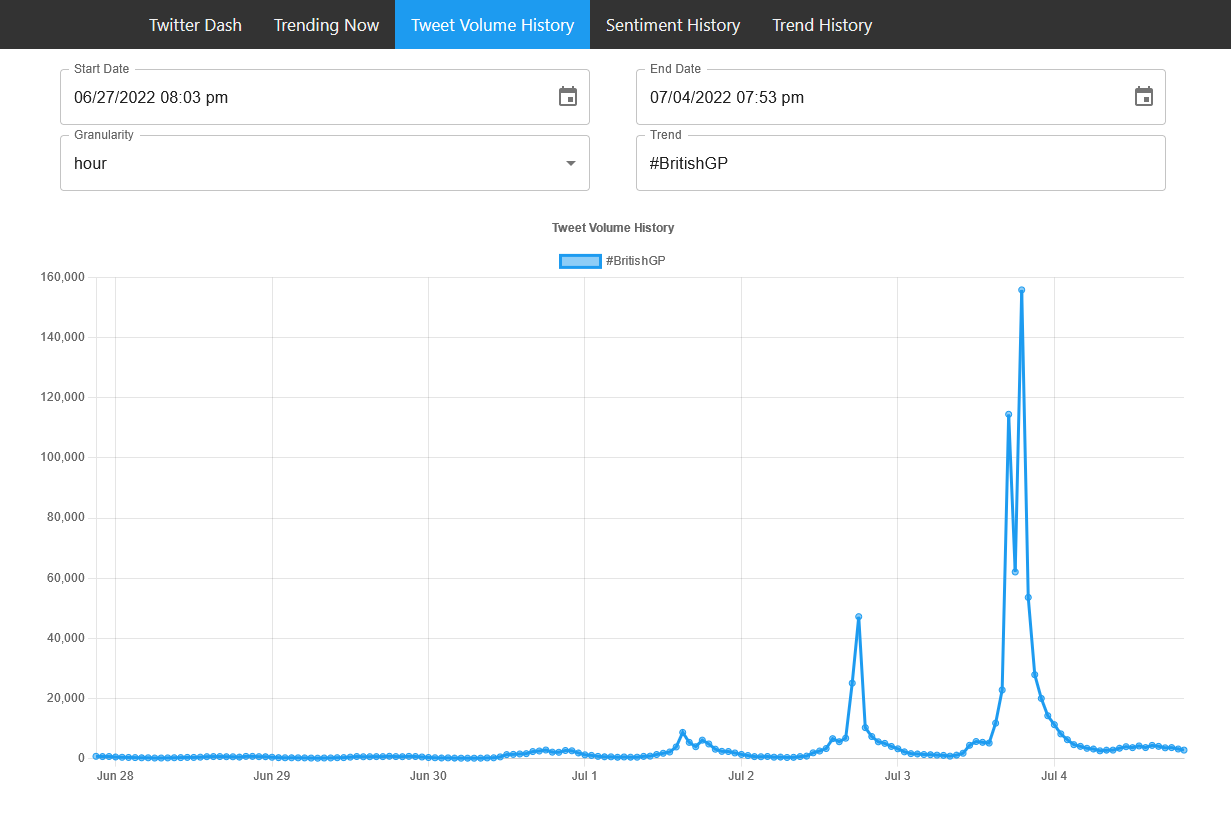 Twitter Dash Trending Now Tweet Volume History Sentiment History Trend History
Start Date End Date
06/27/2022 08:03 pm 07/04/2022 07:53 pm
Granularity Trend
hour #BritishGP
Tweet Volume History
#BritishGP
160,000
140,000
120,000
100,000
80,000
60,000
40,000
20,000
0
Jun 28 Jun 29 Jun 30 Jul 1 Jul 2 Jul 3 Jul 4